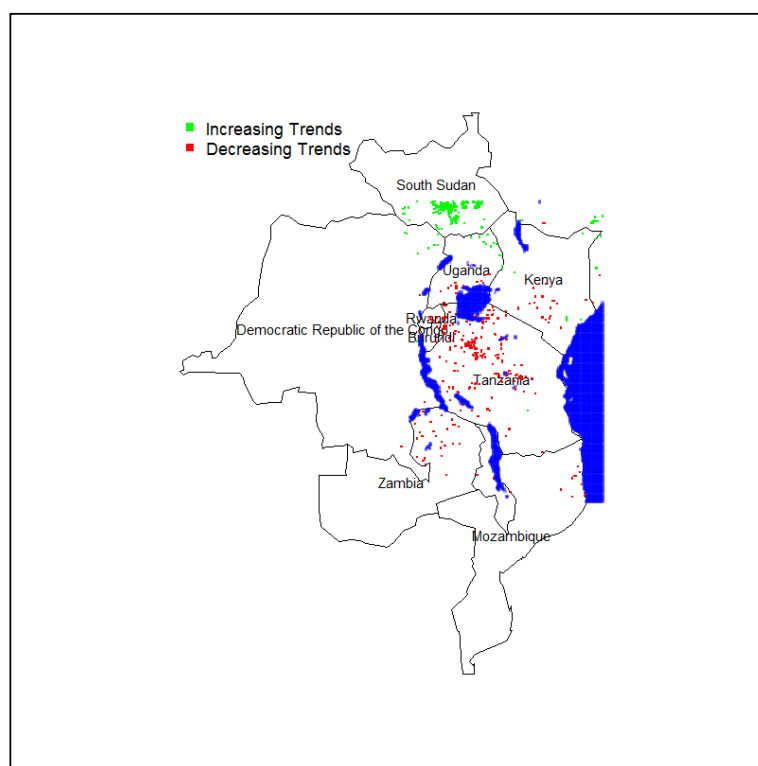 Increasing Trends
Decreasing Trends
South Sudan
Uganda
Kenya
Rwanda
Democratic Republic of the Congo
Burundi
Tanzania
Zambia
Mozambique